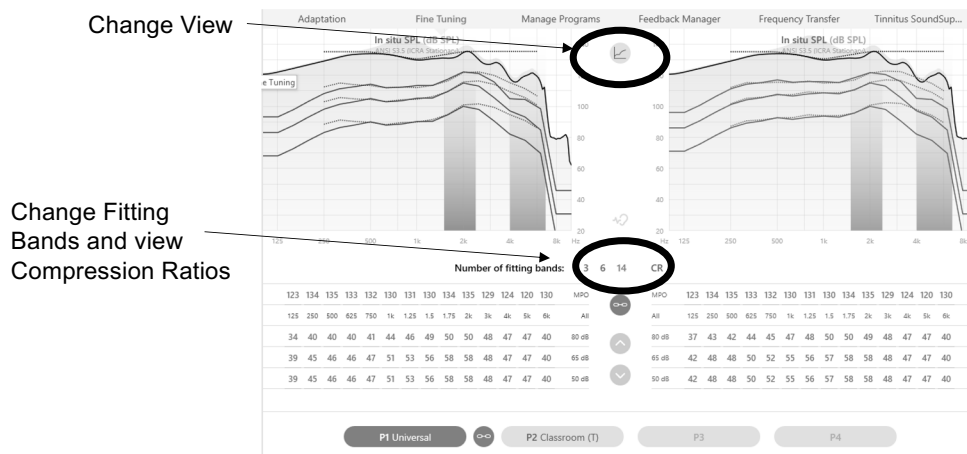 Change View
Adaptation Fine Tuning Manage Programs Feedback Manager Frequency Transfer Tinnitus SoundSup...
In situ SPL (dB SPL) In situ SPL (dB SPL)
ANSI S3.5 (ICRA Stationary) ANSI S3.5 (ICRA Stationary)
e Tuning
100 100
80 80
60 60
40 40
20 20
125 250 500 1k 2k 4k 8k Hz Hz 125 250 500 1k 2k 4k 8k
Change Fitting
Bands and view
Compression Ratios
Number of fitting bands: 3 6 14 CR
123 134 135 133 132 130 131 130 134 135 129 124 120 130 MPO MPO 123 134 135 133 132 130 131 130 134 135 129 124 120 130
125 250 500 625 750 1k 1.25 1.5 1.75 2k 3k 4k 5k 6k All All 125 250 500 625 750 1k 1.25 1.5 1.75 2k 3k 4k 5k 6k
34 40 40 40 41 44 46 49 50 50 48 47 47 40 80 dB 80 dB 37 43 42 44 45 47 48 50 50 49 48 47 47 40
39 45 46 46 47 51 53 56 58 58 48 47 47 40 65 dB 65 dB 42 48 48 50 52 55 56 57 58 58 48 47 47 40
39 45 46 46 47 51 53 56 58 58 48 47 47 40 50 dB 50 dB 42 48 48 50 52 55 56 57 58 58 48 47 47 40
P1 Universal P2 Classroom (T) P3 P4